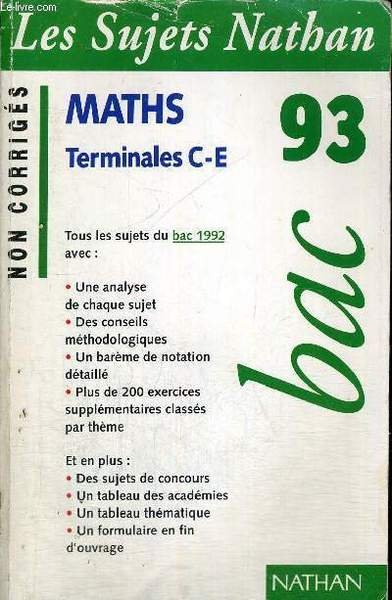 Le-livre.com
Les Sujets Nathan
NON CORRIGÉS
MATHS
Terminales C-E
93
bac
Tous les sujets du bac 1992
avec :
• Une analyse
de chaque sujet
• Des conseils
méthodologiques
• Un barème de notation
détaillé
• Plus de 200 exercices
supplémentaires classés
par thème
Et en plus :
• Des sujets de concours
• Un tableau des académies
• Un tableau thématique
• Un formulaire en fin
d'ouvrage
NATHAN